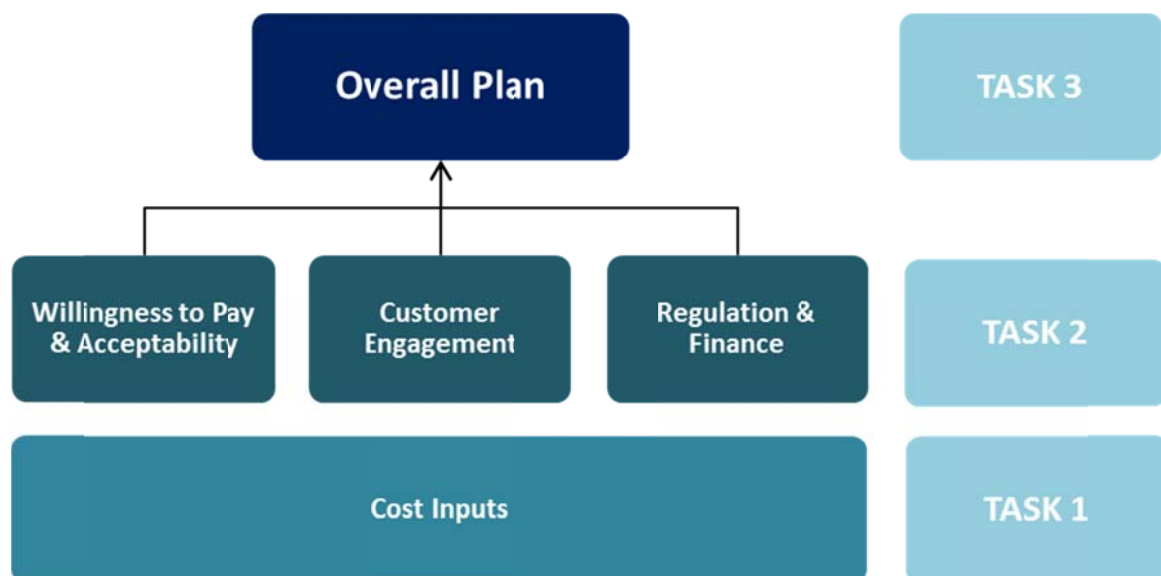 Overall Plan
TASK 3
Willingness to Pay
& Acceptability
Customer
Engagement
Regulation &
Finance
TASK 2
Cost Inputs
TASK 1